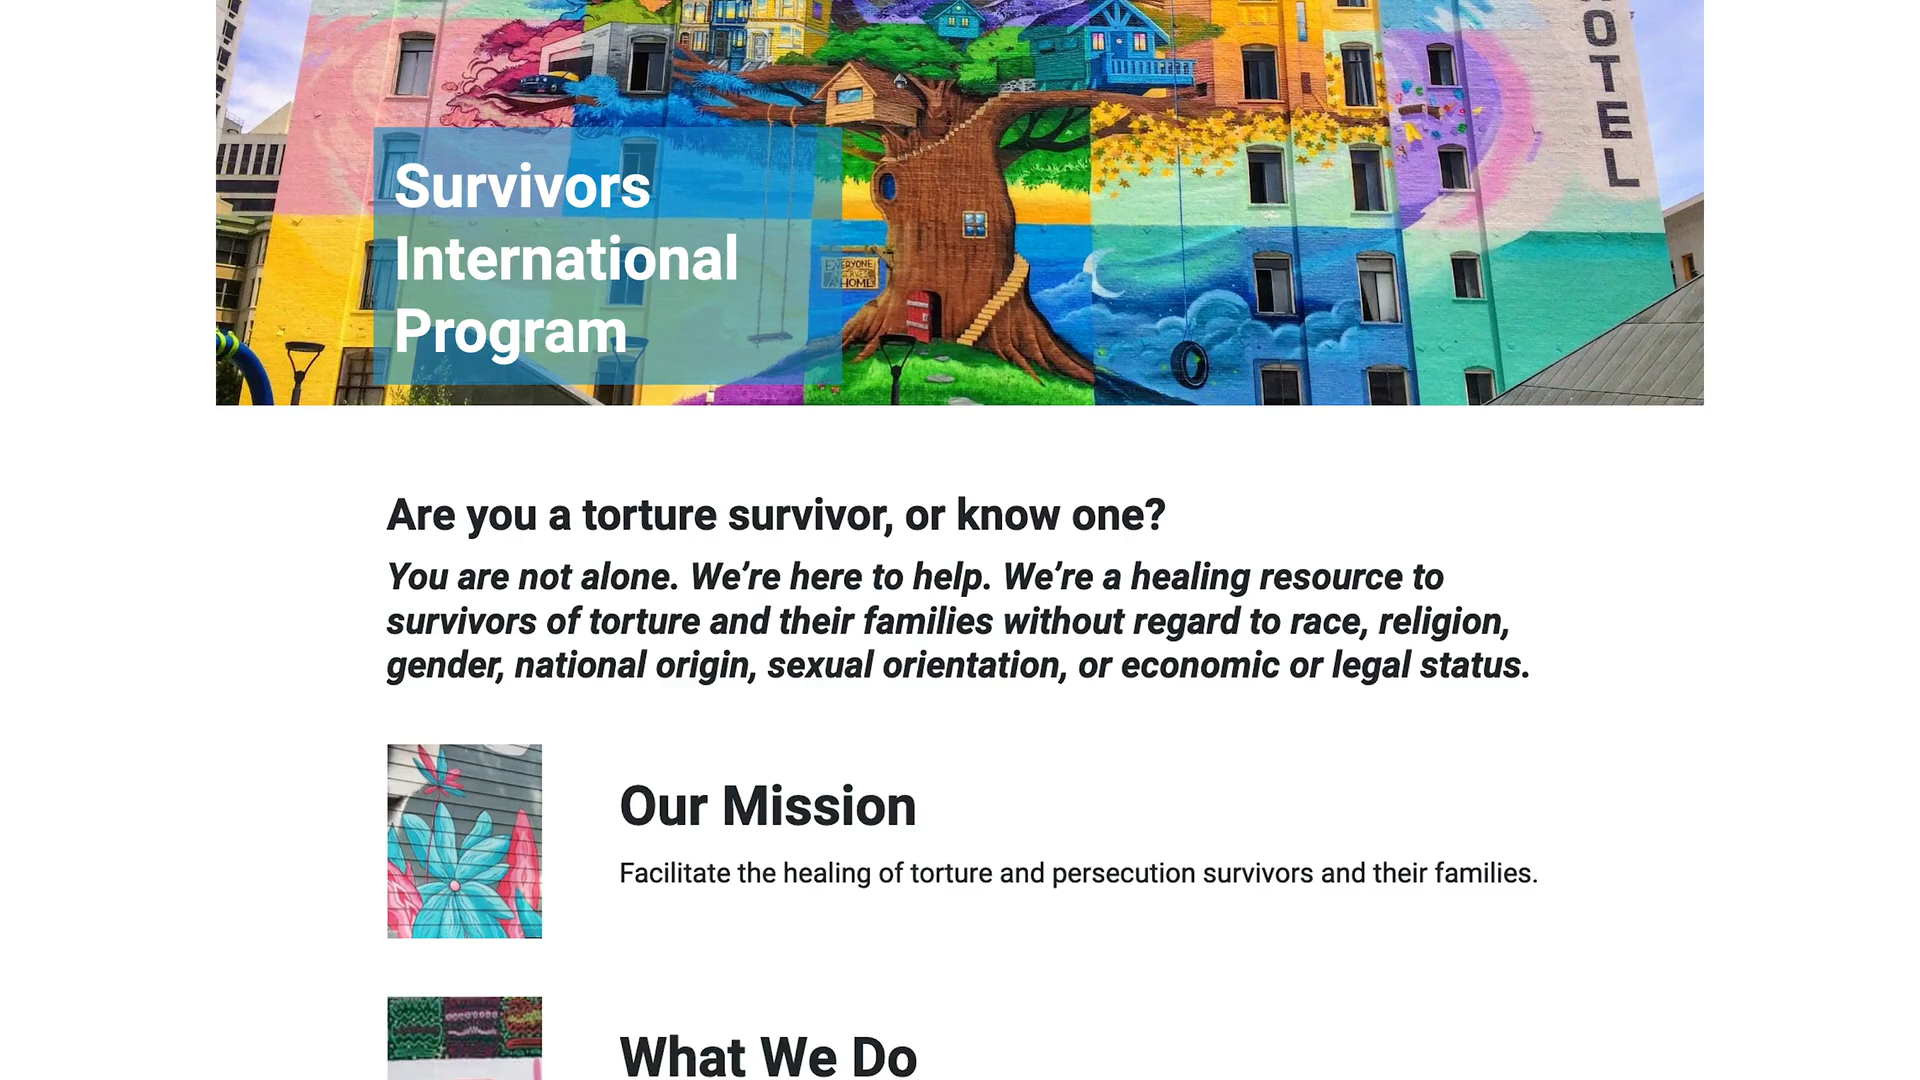 HOTEL
Survivors
International
Program
EVERYONE
HOME
Are you a torture survivor, or know one?
You are not alone. We’re here to help. We’re a healing resource to
survivors of torture and their families without regard to race, religion,
gender, national origin, sexual orientation, or economic or legal status.
Our Mission
Facilitate the healing of torture and persecution survivors and their families.
What We Do